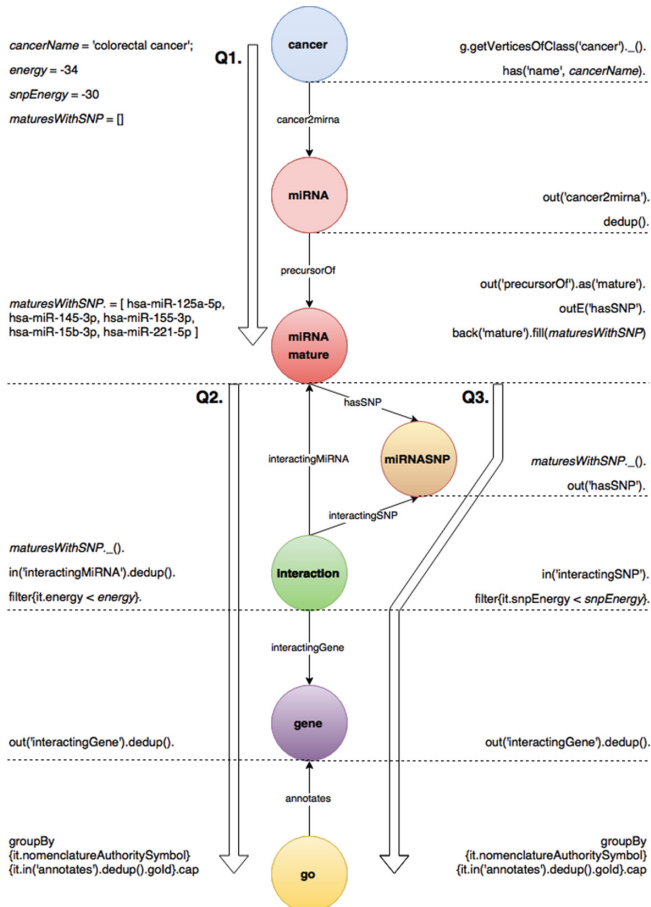 cancerName = 'colorectal cancer';
energy = -34
snpEnergy = -30
maturesWithSNP = []
Q1.
cancer
g.getVerticesOfClass('cancer')._().
has('name', cancerName).
cancer2mirna
miRNA
out('cancer2mirna').
dedup().
precursorOf
maturesWithSNP. = [ hsa-miR-125a-5p,
hsa-miR-145-3p, hsa-miR-155-3p,
hsa-miR-15b-3p, hsa-miR-221-5p ]
miRNA
mature
out('precursorOf').as('mature').
outE('hasSNP').
back('mature').fill(maturesWithSNP)
Q2.
Q3.
hasSNP
interactingMiRNA
miRNASNP
maturesWithSNP._().
out('hasSNP').
interactingSNP
maturesWithSNP._().
in('interactingMiRNA').dedup().
filter{it.energy < energy}.
Interaction
in('interactingSNP').
filter{it.snpEnergy < snpEnergy}.
interactingGene
gene
out('interactingGene').dedup().
out('interactingGene').dedup().
annotates
groupBy
{it.nomenclatureAuthoritySymbol}
{it.in('annotates').dedup().goId}.cap
go
groupBy
{it.nomenclatureAuthoritySymbol}
{it.in('annotates').dedup().goId}.cap